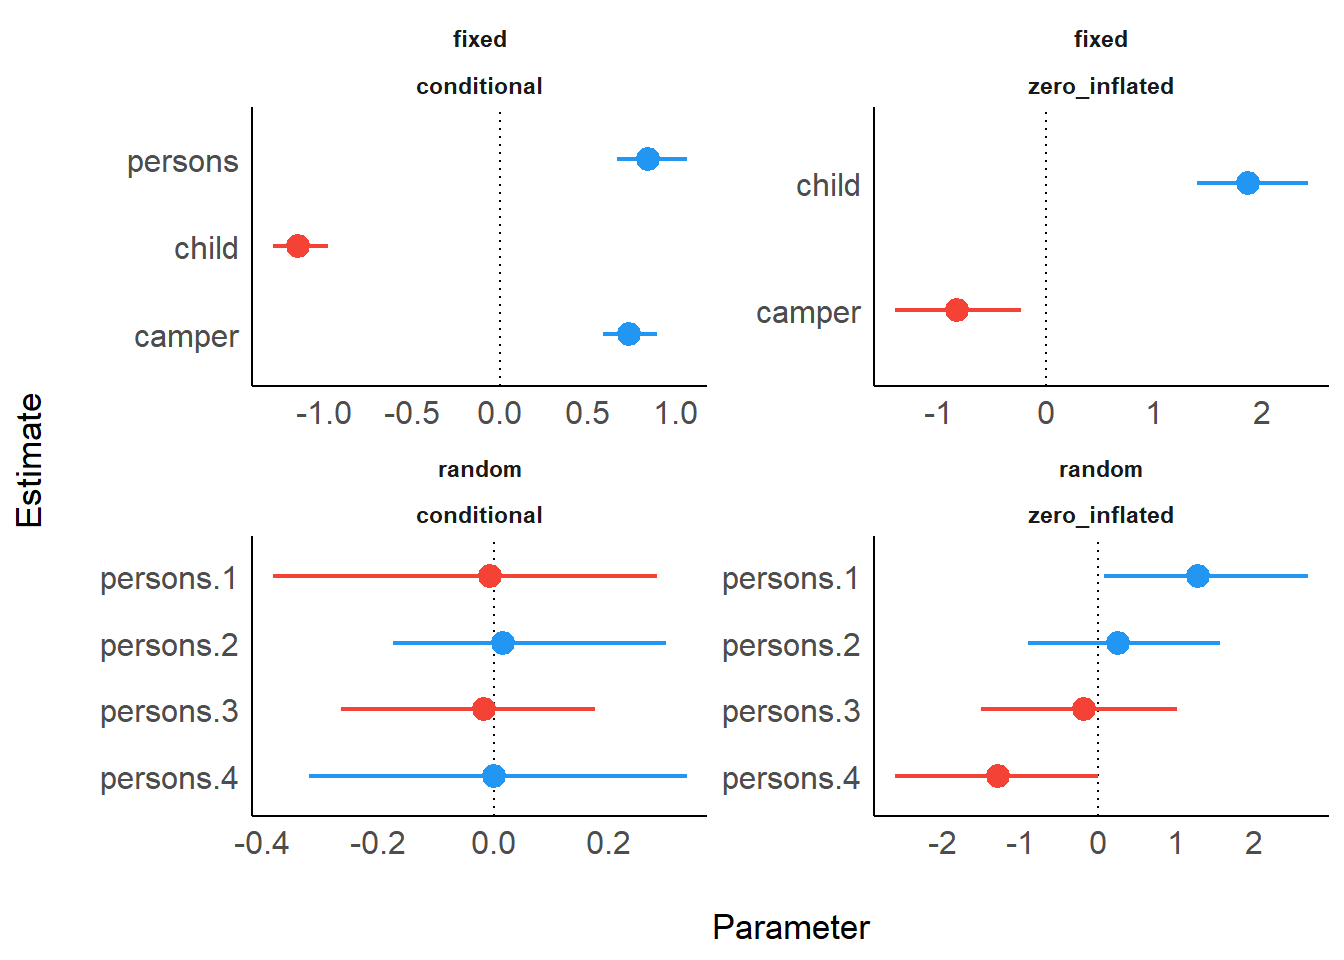 fixed
conditional
persons
child
camper
-1.0 -0.5 0.0 0.5 1.0
fixed
zero_inflated
child
camper
-1 0 1 2
Estimate
random
conditional
persons.1
persons.2
persons.3
persons.4
-0.4 -0.2 0.0 0.2
random
zero_inflated
persons.1
persons.2
persons.3
persons.4
-2 -1 0 1 2
Parameter